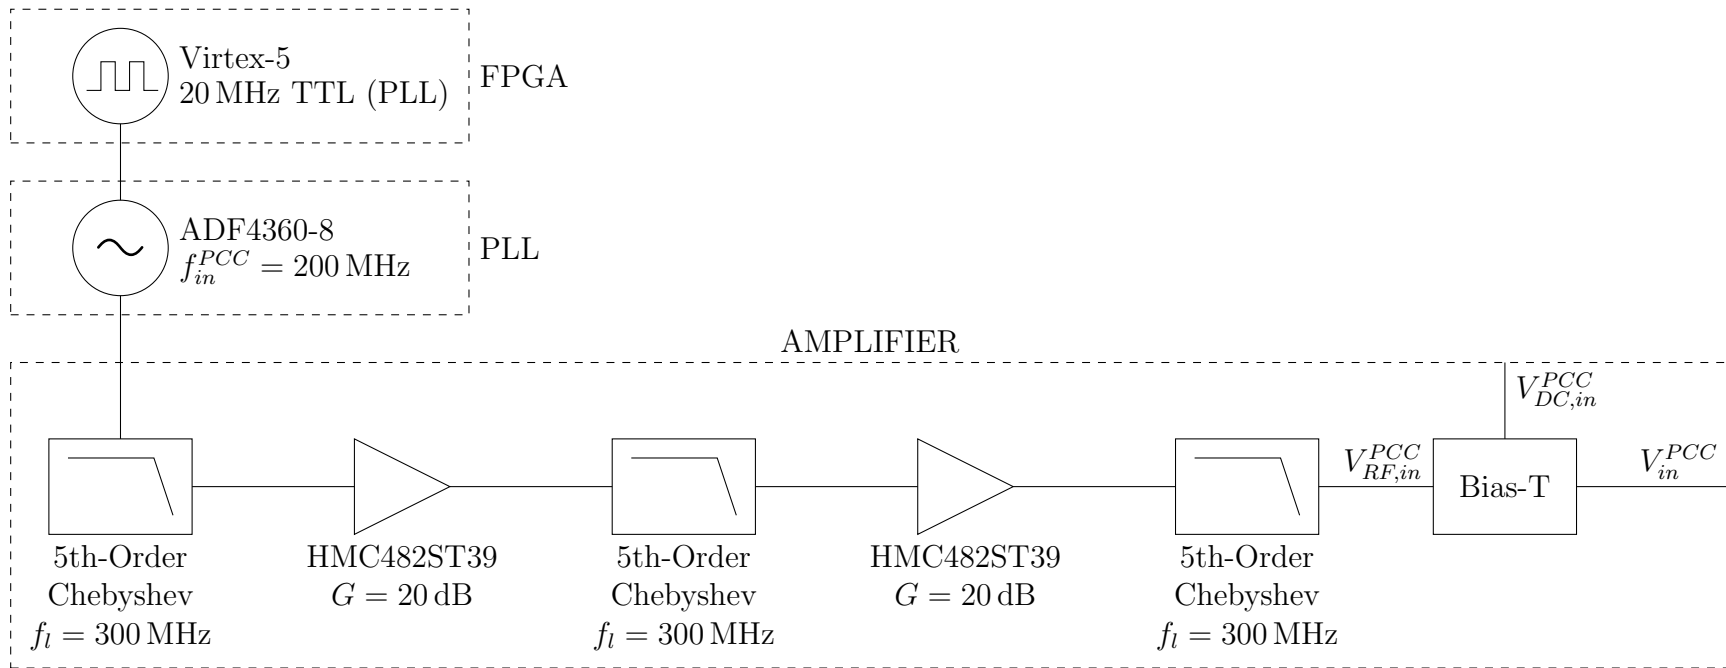 Virtex-5
20 MHz TTL (PLL)
FPGA
ADF4360-8
f_{in}^{PCC} = 200 MHz
PLL
AMPLIFIER
V_{DC,in}^{PCC}
V_{RF,in}^{PCC}
Bias-T
V_{in}^{PCC}
5th-Order
Chebyshev
f_l = 300 MHz
HMC482ST39
G = 20 dB
5th-Order
Chebyshev
f_l = 300 MHz
HMC482ST39
G = 20 dB
5th-Order
Chebyshev
f_l = 300 MHz